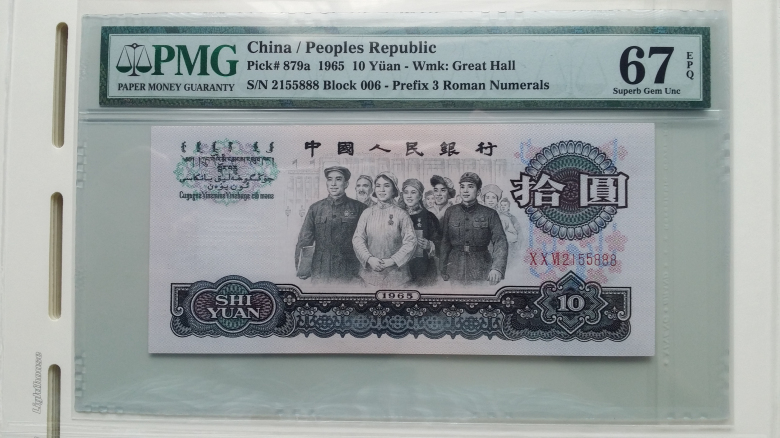 PMG
PAPER MONEY GUARANTY
China / Peoples Republic
Pick# 879a 1965 10 Yüan - Wmk: Great Hall
S/N 2155888 Block 006 - Prefix 3 Roman Numerals
67
EPQ
Superb Gem Unc
中國人民銀行
拾圓
XXVI2155888
SHI
YUAN
1965
10
Lighthouse